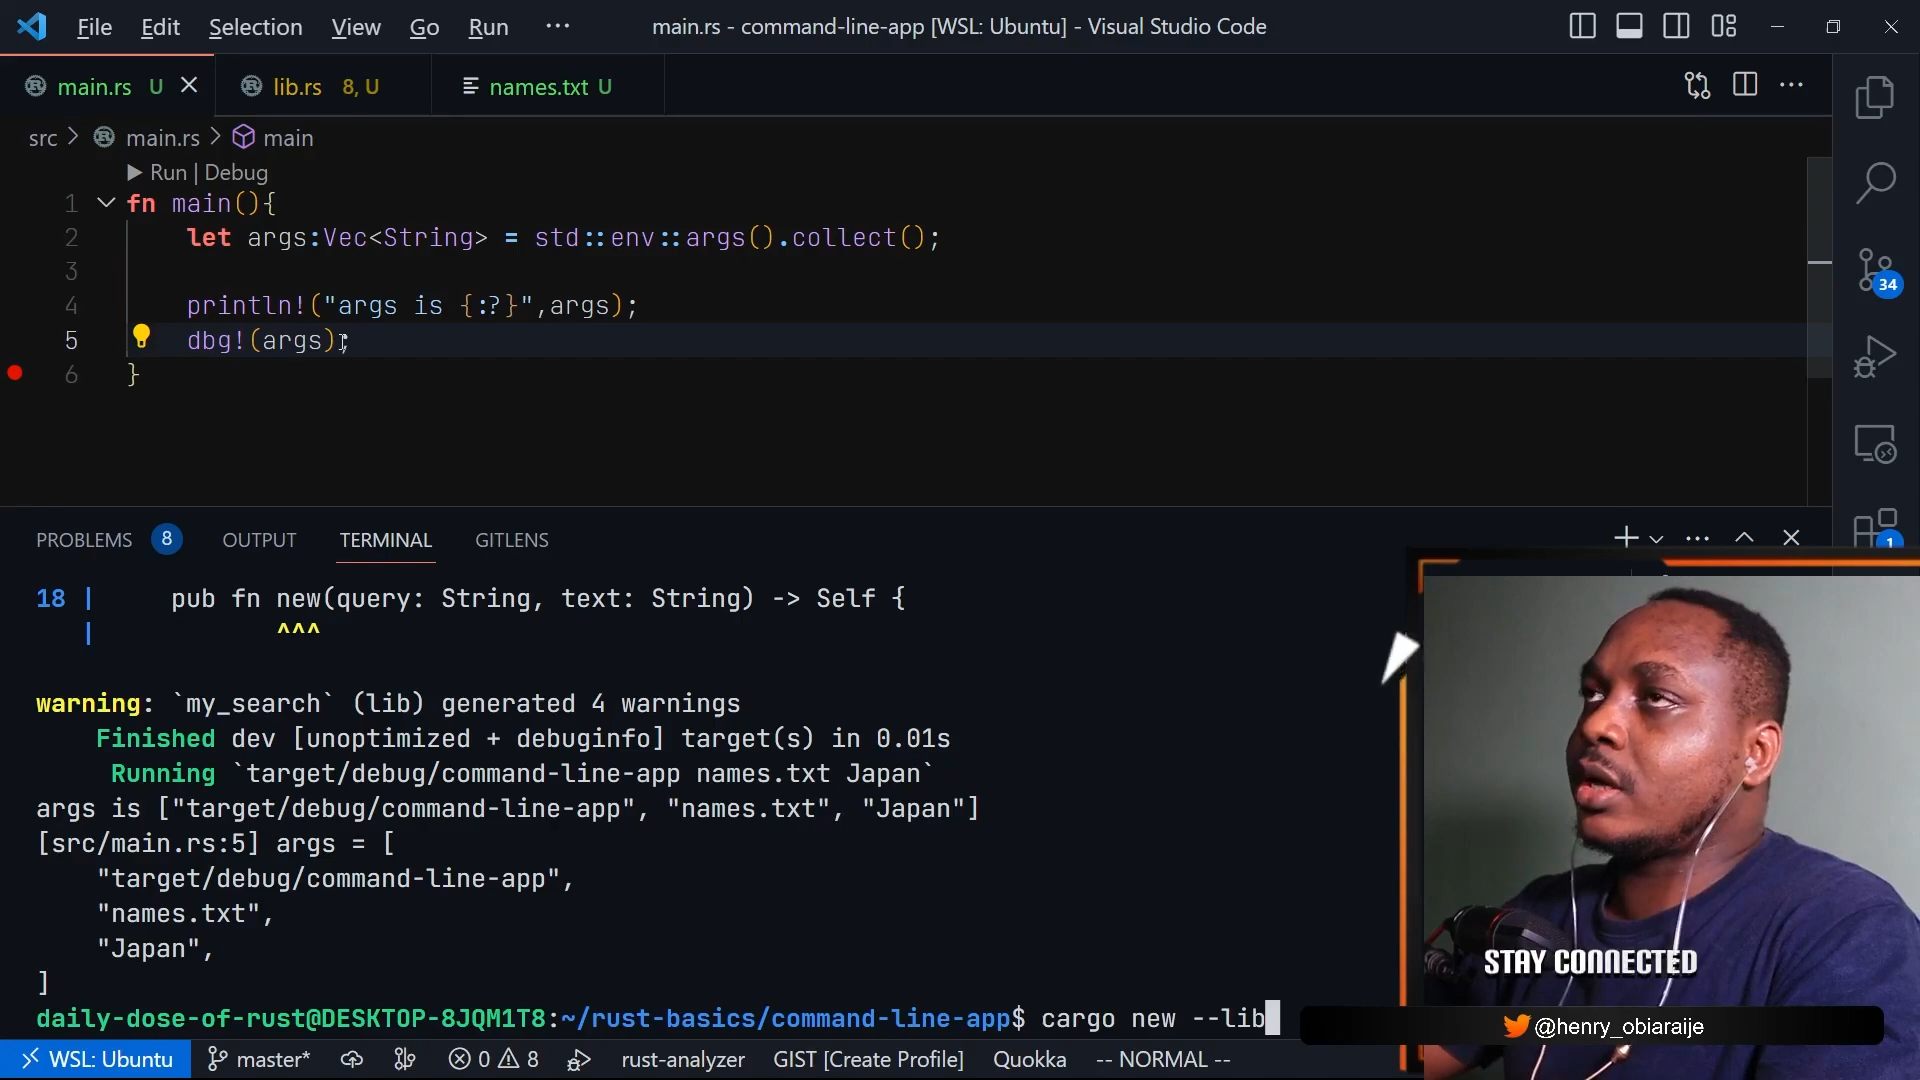 File Edit Selection View Go Run ··· main.rs - command-line-app [WSL: Ubuntu] - Visual Studio Code
main.rs U lib.rs 8, U names.txt U
src > main.rs > main
Run | Debug
1 fn main(){
2 let args:Vec<String> = std::env::args().collect();
3
4 println!("args is {:?}",args);
5 dbg!(args);
6 }
34
1
PROBLEMS 8 OUTPUT TERMINAL GITLENS
18 | pub fn new(query: String, text: String) -> Self {
| ^^^
warning: `my_search` (lib) generated 4 warnings
Finished dev [unoptimized + debuginfo] target(s) in 0.01s
Running `target/debug/command-line-app names.txt Japan`
args is ["target/debug/command-line-app", "names.txt", "Japan"]
[src/main.rs:5] args = [
"target/debug/command-line-app",
"names.txt",
"Japan",
]
daily-dose-of-rust@DESKTOP-8JQM1T8:~/rust-basics/command-line-app$ cargo new --lib
STAY CONNECTED
@henry_obiaraije
WSL: Ubuntu master* 0 8 rust-analyzer GIST [Create Profile] Quokka -- NORMAL --